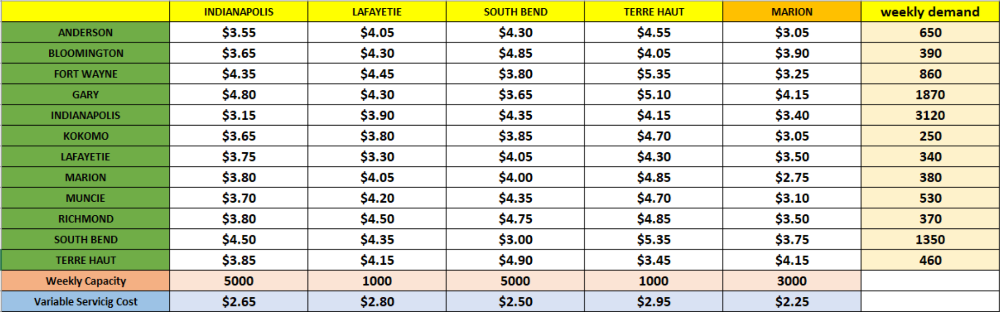 INDIANAPOLIS LAFAYETIE SOUTH BEND TERRE HAUT MARION weekly demand
ANDERSON $3.55 $4.05 $4.30 $4.55 $3.05 650
BLOOMINGTON $3.65 $4.30 $4.85 $4.05 $3.90 390
FORT WAYNE $4.35 $4.45 $3.80 $5.35 $3.25 860
GARY $4.80 $4.30 $3.65 $5.10 $4.15 1870
INDIANAPOLIS $3.15 $3.90 $4.35 $4.15 $3.40 3120
KOKOMO $3.65 $3.80 $3.85 $4.70 $3.05 250
LAFAYETIE $3.75 $3.30 $4.05 $4.30 $3.50 340
MARION $3.80 $4.05 $4.00 $4.85 $2.75 380
MUNCIE $3.70 $4.20 $4.35 $4.70 $3.10 530
RICHMOND $3.80 $4.50 $4.75 $4.85 $3.50 370
SOUTH BEND $4.50 $4.35 $3.00 $5.35 $3.75 1350
TERRE HAUT $3.85 $4.15 $4.90 $3.45 $4.15 460
Weekly Capacity 5000 1000 5000 1000 3000
Variable Servicig Cost $2.65 $2.80 $2.50 $2.95 $2.25